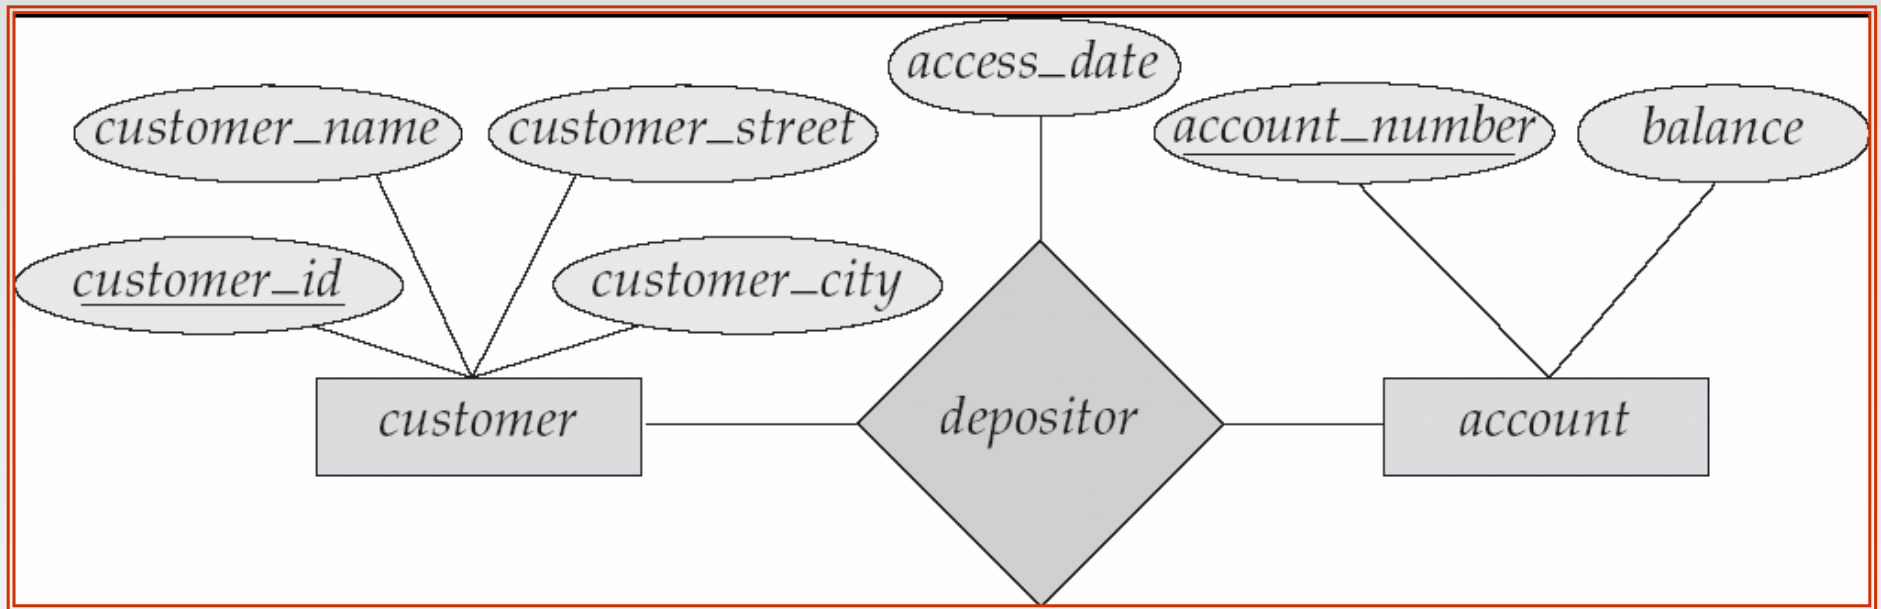 access_date
customer_name
customer_street
account_number
balance
customer_id
customer_city
customer
depositor
account